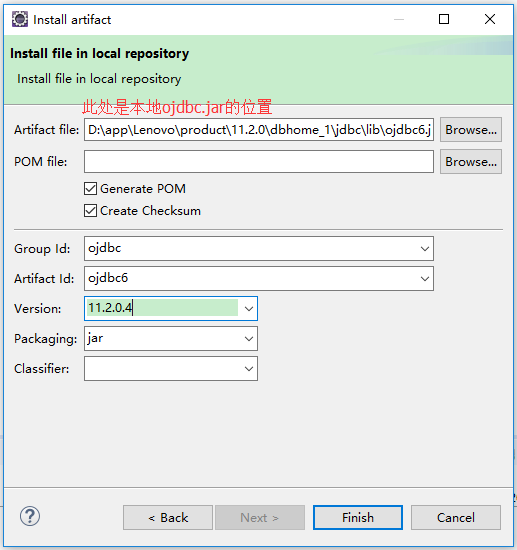 Install artifact
Install file in local repository
Install file in local repository
此处是本地ojdbc.jar的位置
Artifact file: D:\app\Lenovo\product\11.2.0\dbhome_1\jdbc\lib\ojdbc6.j Browse...
POM file: Browse...
Generate POM
Create Checksum
Group Id: ojdbc
Artifact Id: ojdbc6
Version: 11.2.0.4
Packaging: jar
Classifier:
? < Back Next > Finish Cancel